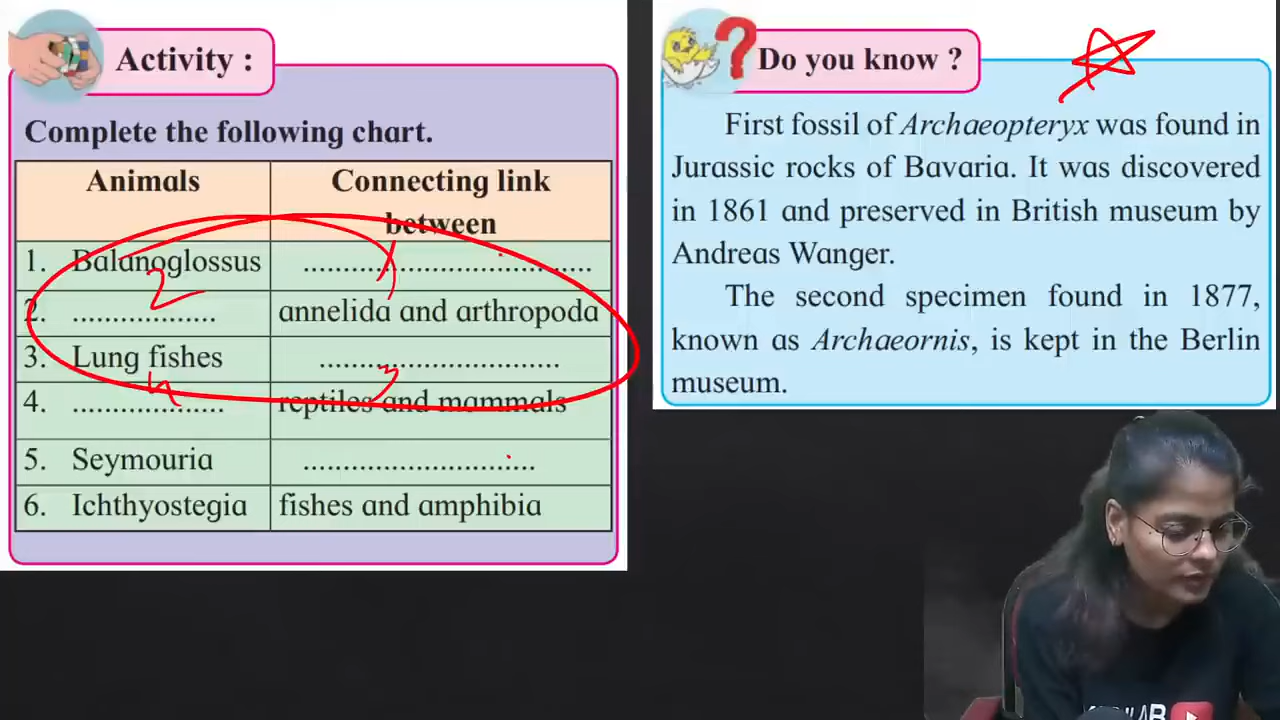 Activity :
Complete the following chart.
Animals Connecting link between
1. Balanoglossus ....................................
2. .................. annelida and arthropoda
3. Lung fishes ..............................
4. ................... reptiles and mammals
5. Seymouria .............................
6. Ichthyostegia fishes and amphibia
2
3
4
Do you know ?
First fossil of Archaeopteryx was found in
Jurassic rocks of Bavaria. It was discovered
in 1861 and preserved in British museum by
Andreas Wanger.
The second specimen found in 1877,
known as Archaeornis, is kept in the Berlin
museum.